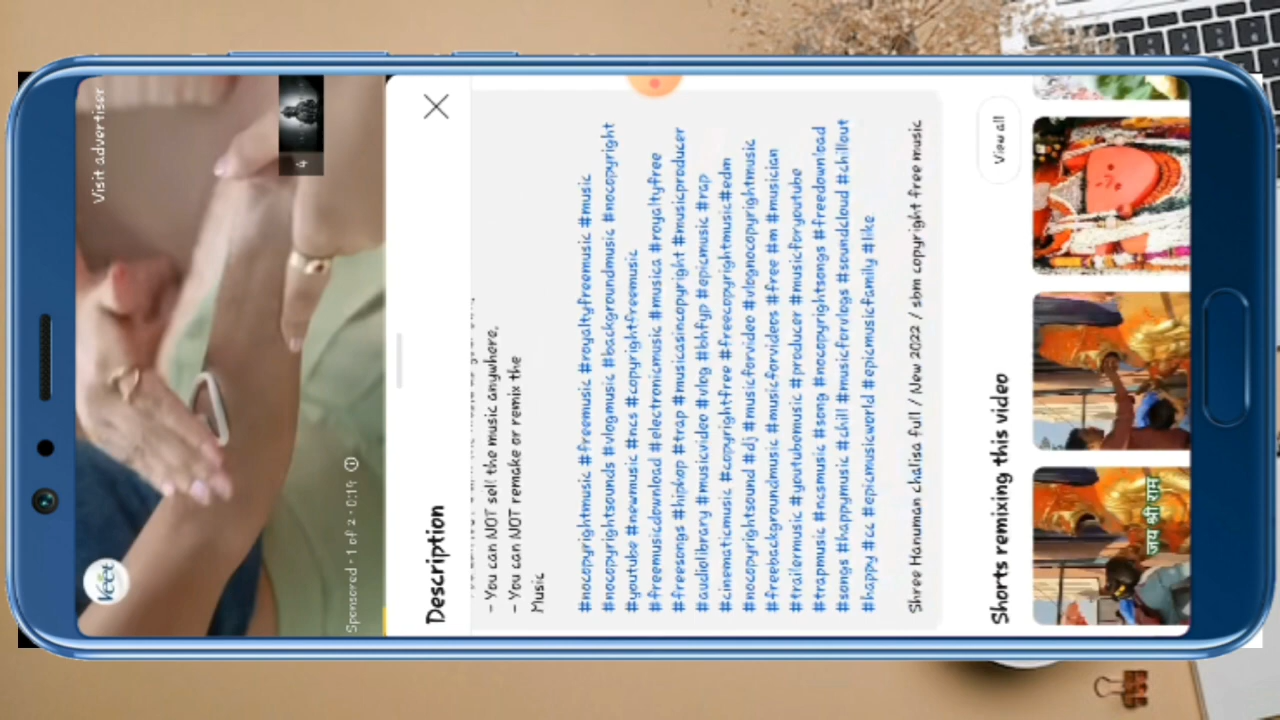 Visit advertiser
4
Veet
Sponsored · 1 of 2 · 0:19
Description
- You can NOT sell the music anywhere,
- You can NOT remake or remix the
Music
#nocopyrightmusic #freemusic #royaltyfreemusic #music
#nocopyrightsounds #vlogmusic #backgroundmusic #nocopyright
#youtube #newmusic #ncs #copyrightfreemusic
#freemusicdownload #electronicmusic #musica #royaltyfree
#freesongs #hiphop #trap #musicasincopyright #musicproducer
#audiolibrary #musicvideo #vlog #bhfyp #epicmusic #rap
#cinematicmusic #copyrightfree #freecopyrightmusic#edm
#nocopyrightsound #dj #musicforvideo #vlognocopyrightmusic
#freebackgroundmusic #musicforvideos #free #m #musician
#trailermusic #youtubemusic #producer #musicforyoutube
#trapmusic #ncsmusic #song #nocopyrightsongs #freedownload
#songs #happymusic #chill #musicforvlogs #soundcloud #chillout
#happy #cc #epicmusicworld #epicmusicfamily #like
Shree Hanuman chalisa full / New 2022 / sbm copyright free music
Shorts remixing this video
View all
जय श्री राम